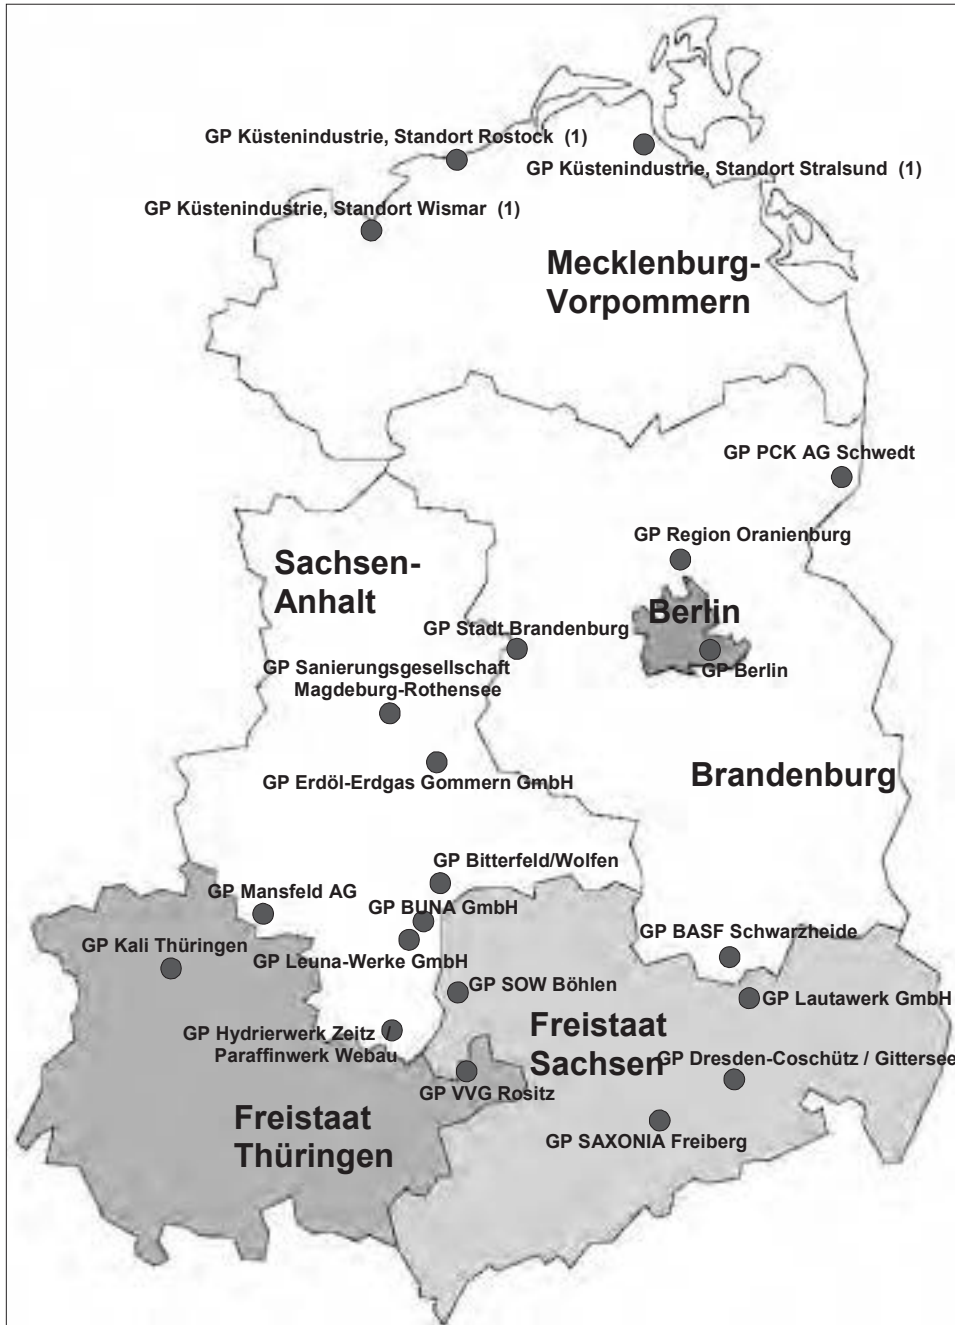 GP Küstenindustrie, Standort Rostock (1)
GP Küstenindustrie, Standort Stralsund (1)
GP Küstenindustrie, Standort Wismar (1)
Mecklenburg-
Vorpommern
GP PCK AG Schwedt
GP Region Oranienburg
Sachsen-
Anhalt
Berlin
GP Stadt Brandenburg
GP Berlin
GP Sanierungsgesellschaft
Magdeburg-Rothensee
Brandenburg
GP Erdöl-Erdgas Gommern GmbH
GP Bitterfeld/Wolfen
GP Mansfeld AG
GP BUNA GmbH
GP BASF Schwarzheide
GP Kali Thüringen
GP Leuna-Werke GmbH
GP SOW Böhlen
GP Lautawerk GmbH
Freistaat
Sachsen
GP Hydrierwerk Zeitz /
Paraffinwerk Webau
GP Dresden-Coschütz / Gittersee
GP VVG Rositz
Freistaat
Thüringen
GP SAXONIA Freiberg